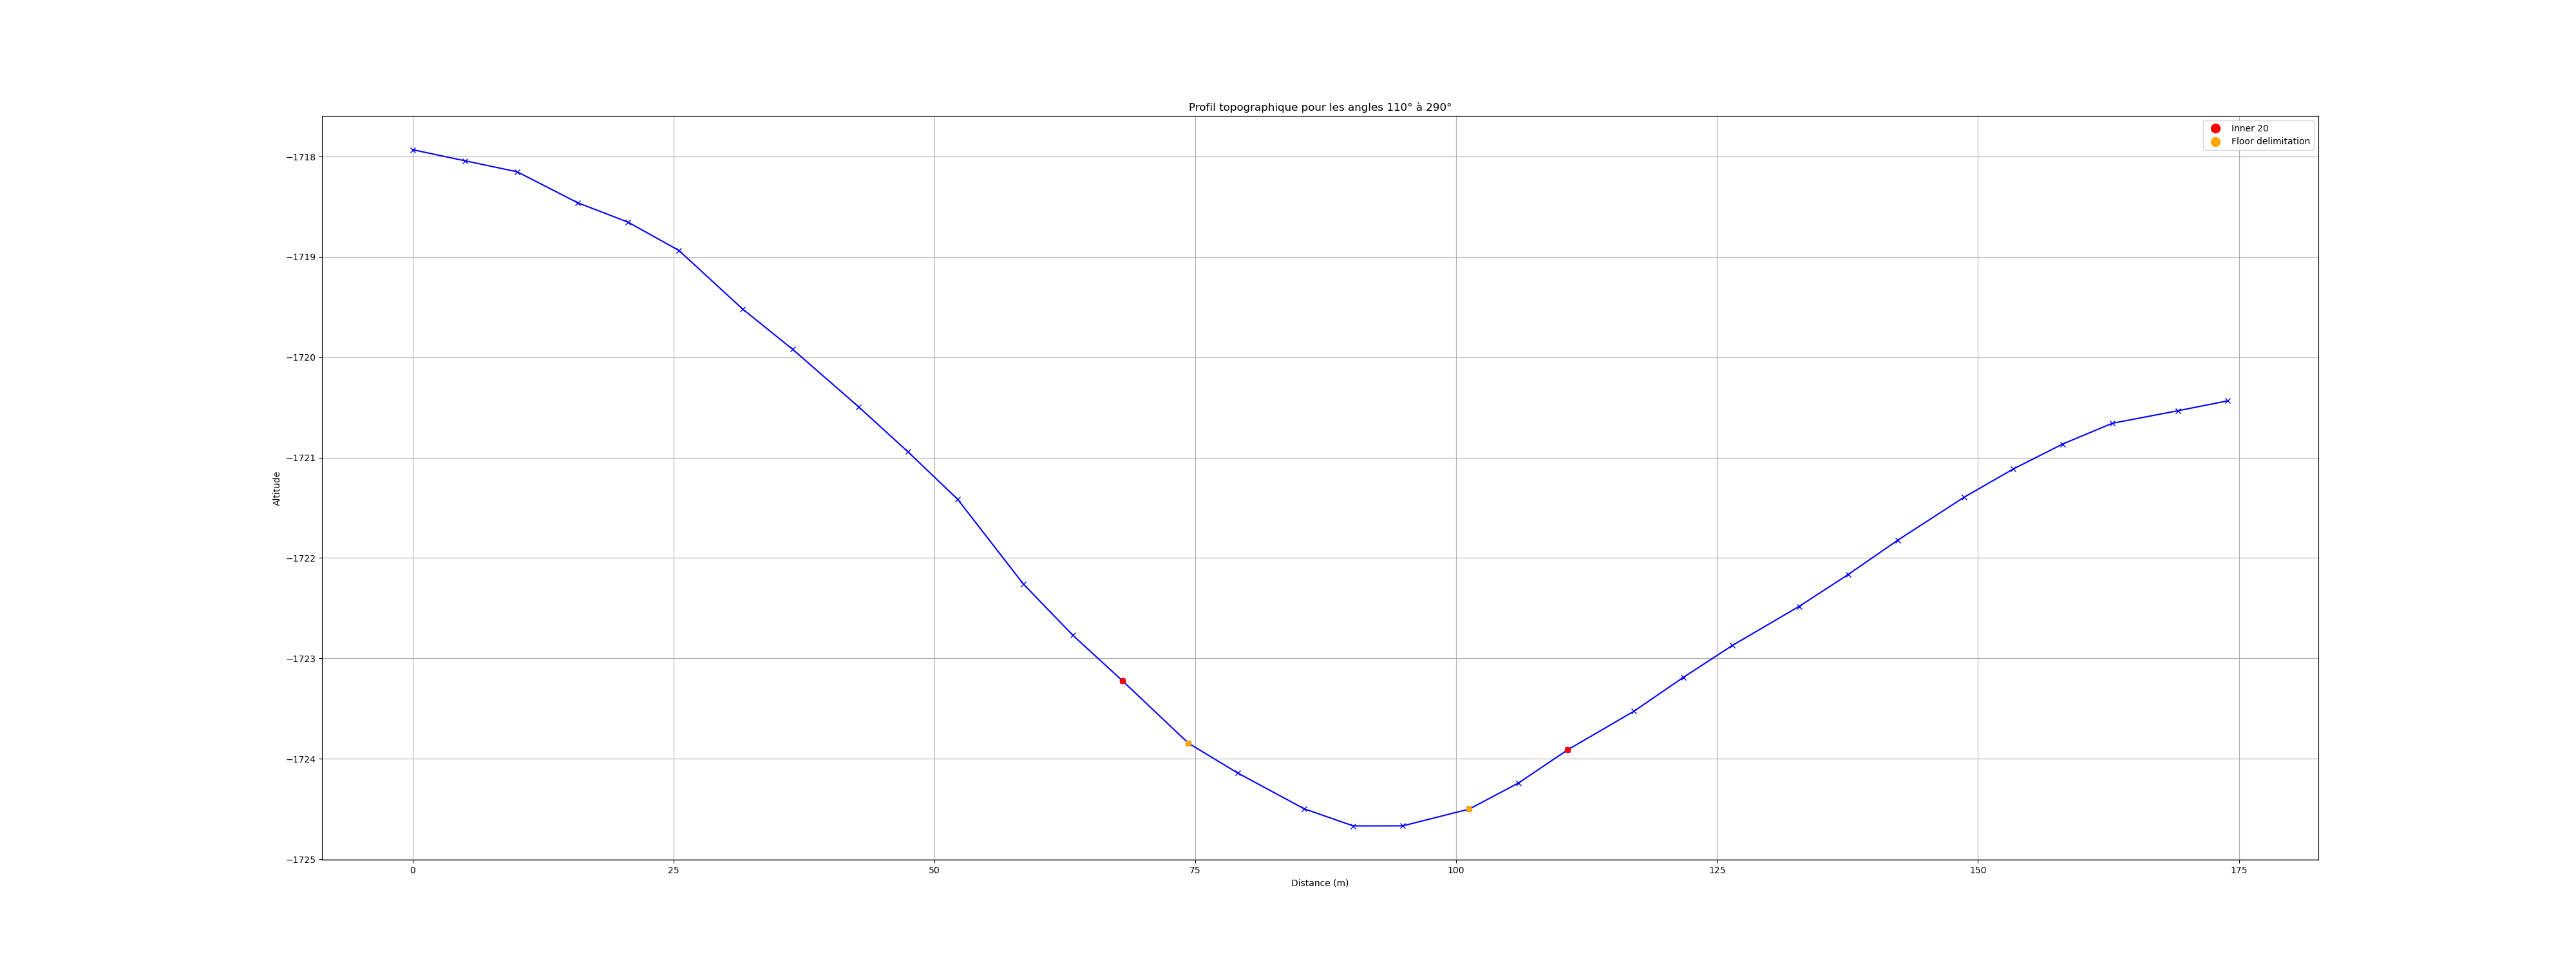 Profil topographique pour les angles 110° à 290°
Inner 20
Floor delimitation
−1718
−1719
−1720
−1721
−1722
−1723
−1724
−1725
Altitude
0 25 50 75 100 125 150 175
Distance (m)